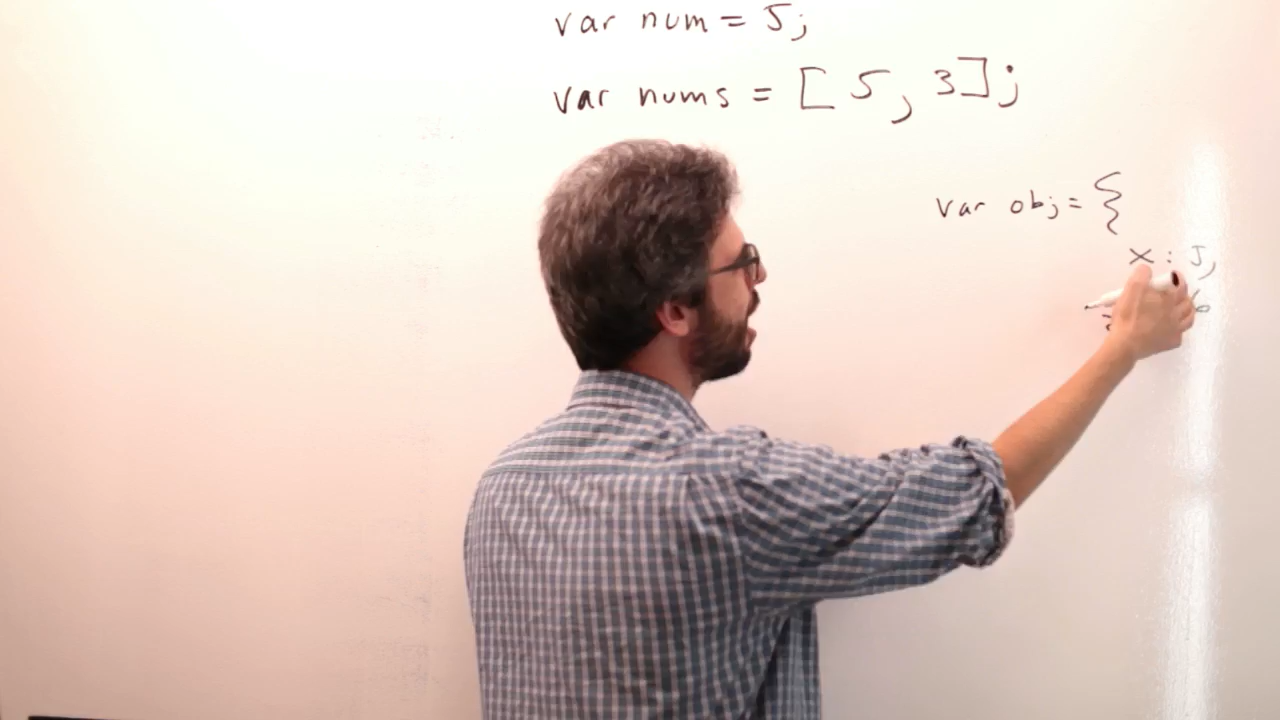 var num = 5;
var nums = [ 5, 3];
var obj = {
x : 5,